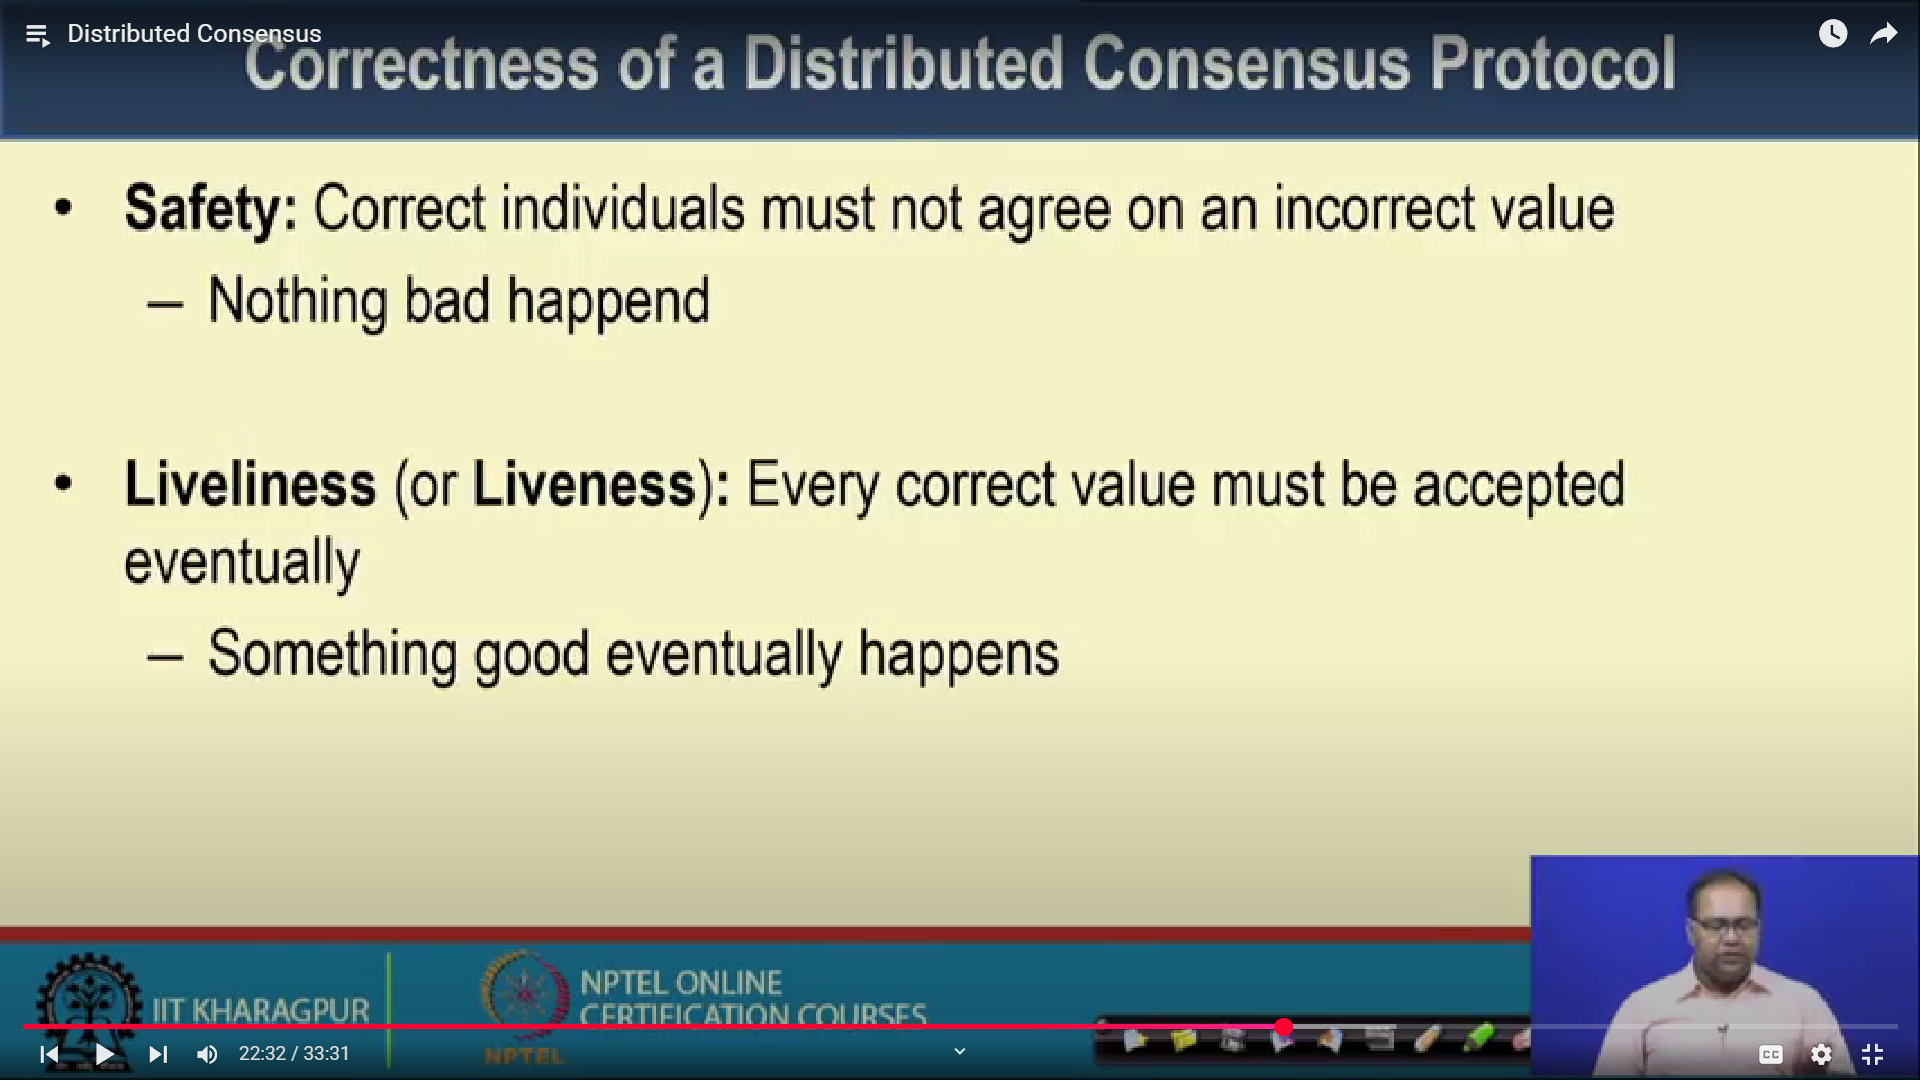 Distributed Consensus
Correctness of a Distributed Consensus Protocol
• Safety: Correct individuals must not agree on an incorrect value
– Nothing bad happend
• Liveliness (or Liveness): Every correct value must be accepted
eventually
– Something good eventually happens
IIT KHARAGPUR
NPTEL
NPTEL ONLINE
CERTIFICATION COURSES
22:32 / 33:31
CC